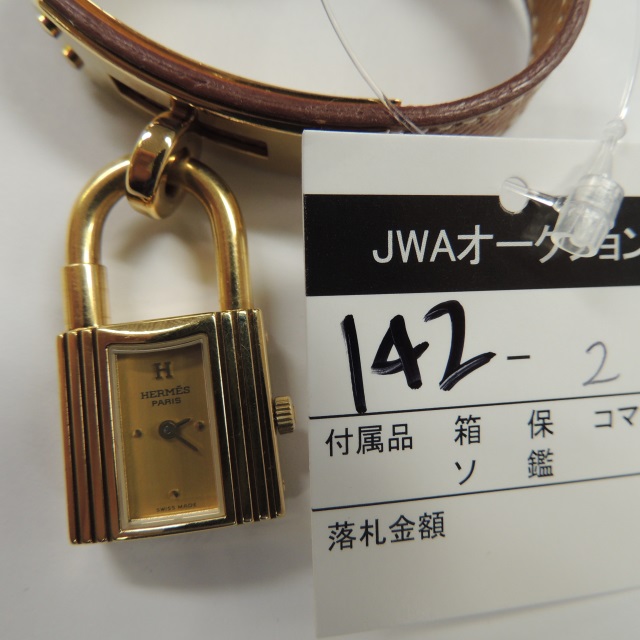 H
HERMÈS
PARIS
SWISS MADE
JWAオークション
142-2
付属品 箱 保 コマ
ソ 鑑
落札金額